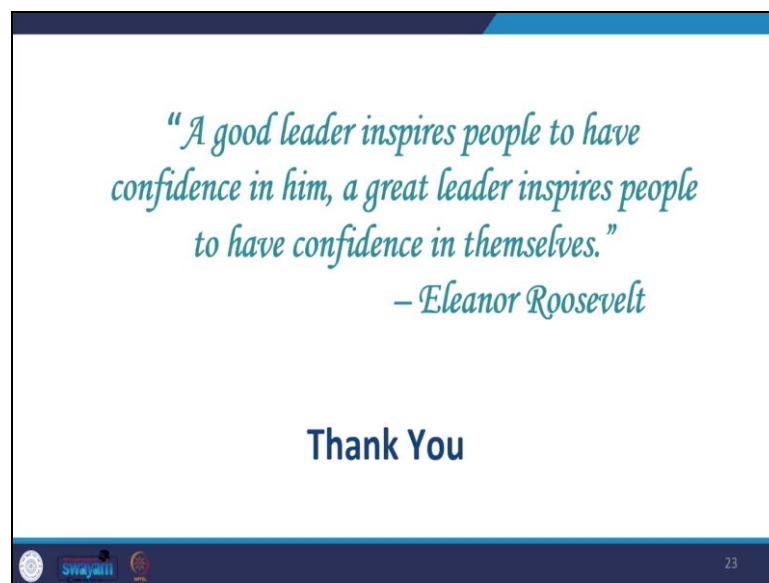 “A good leader inspires people to have
confidence in him, a great leader inspires people
to have confidence in themselves.”
– Eleanor Roosevelt
Thank You
swayam
NPTEL
23